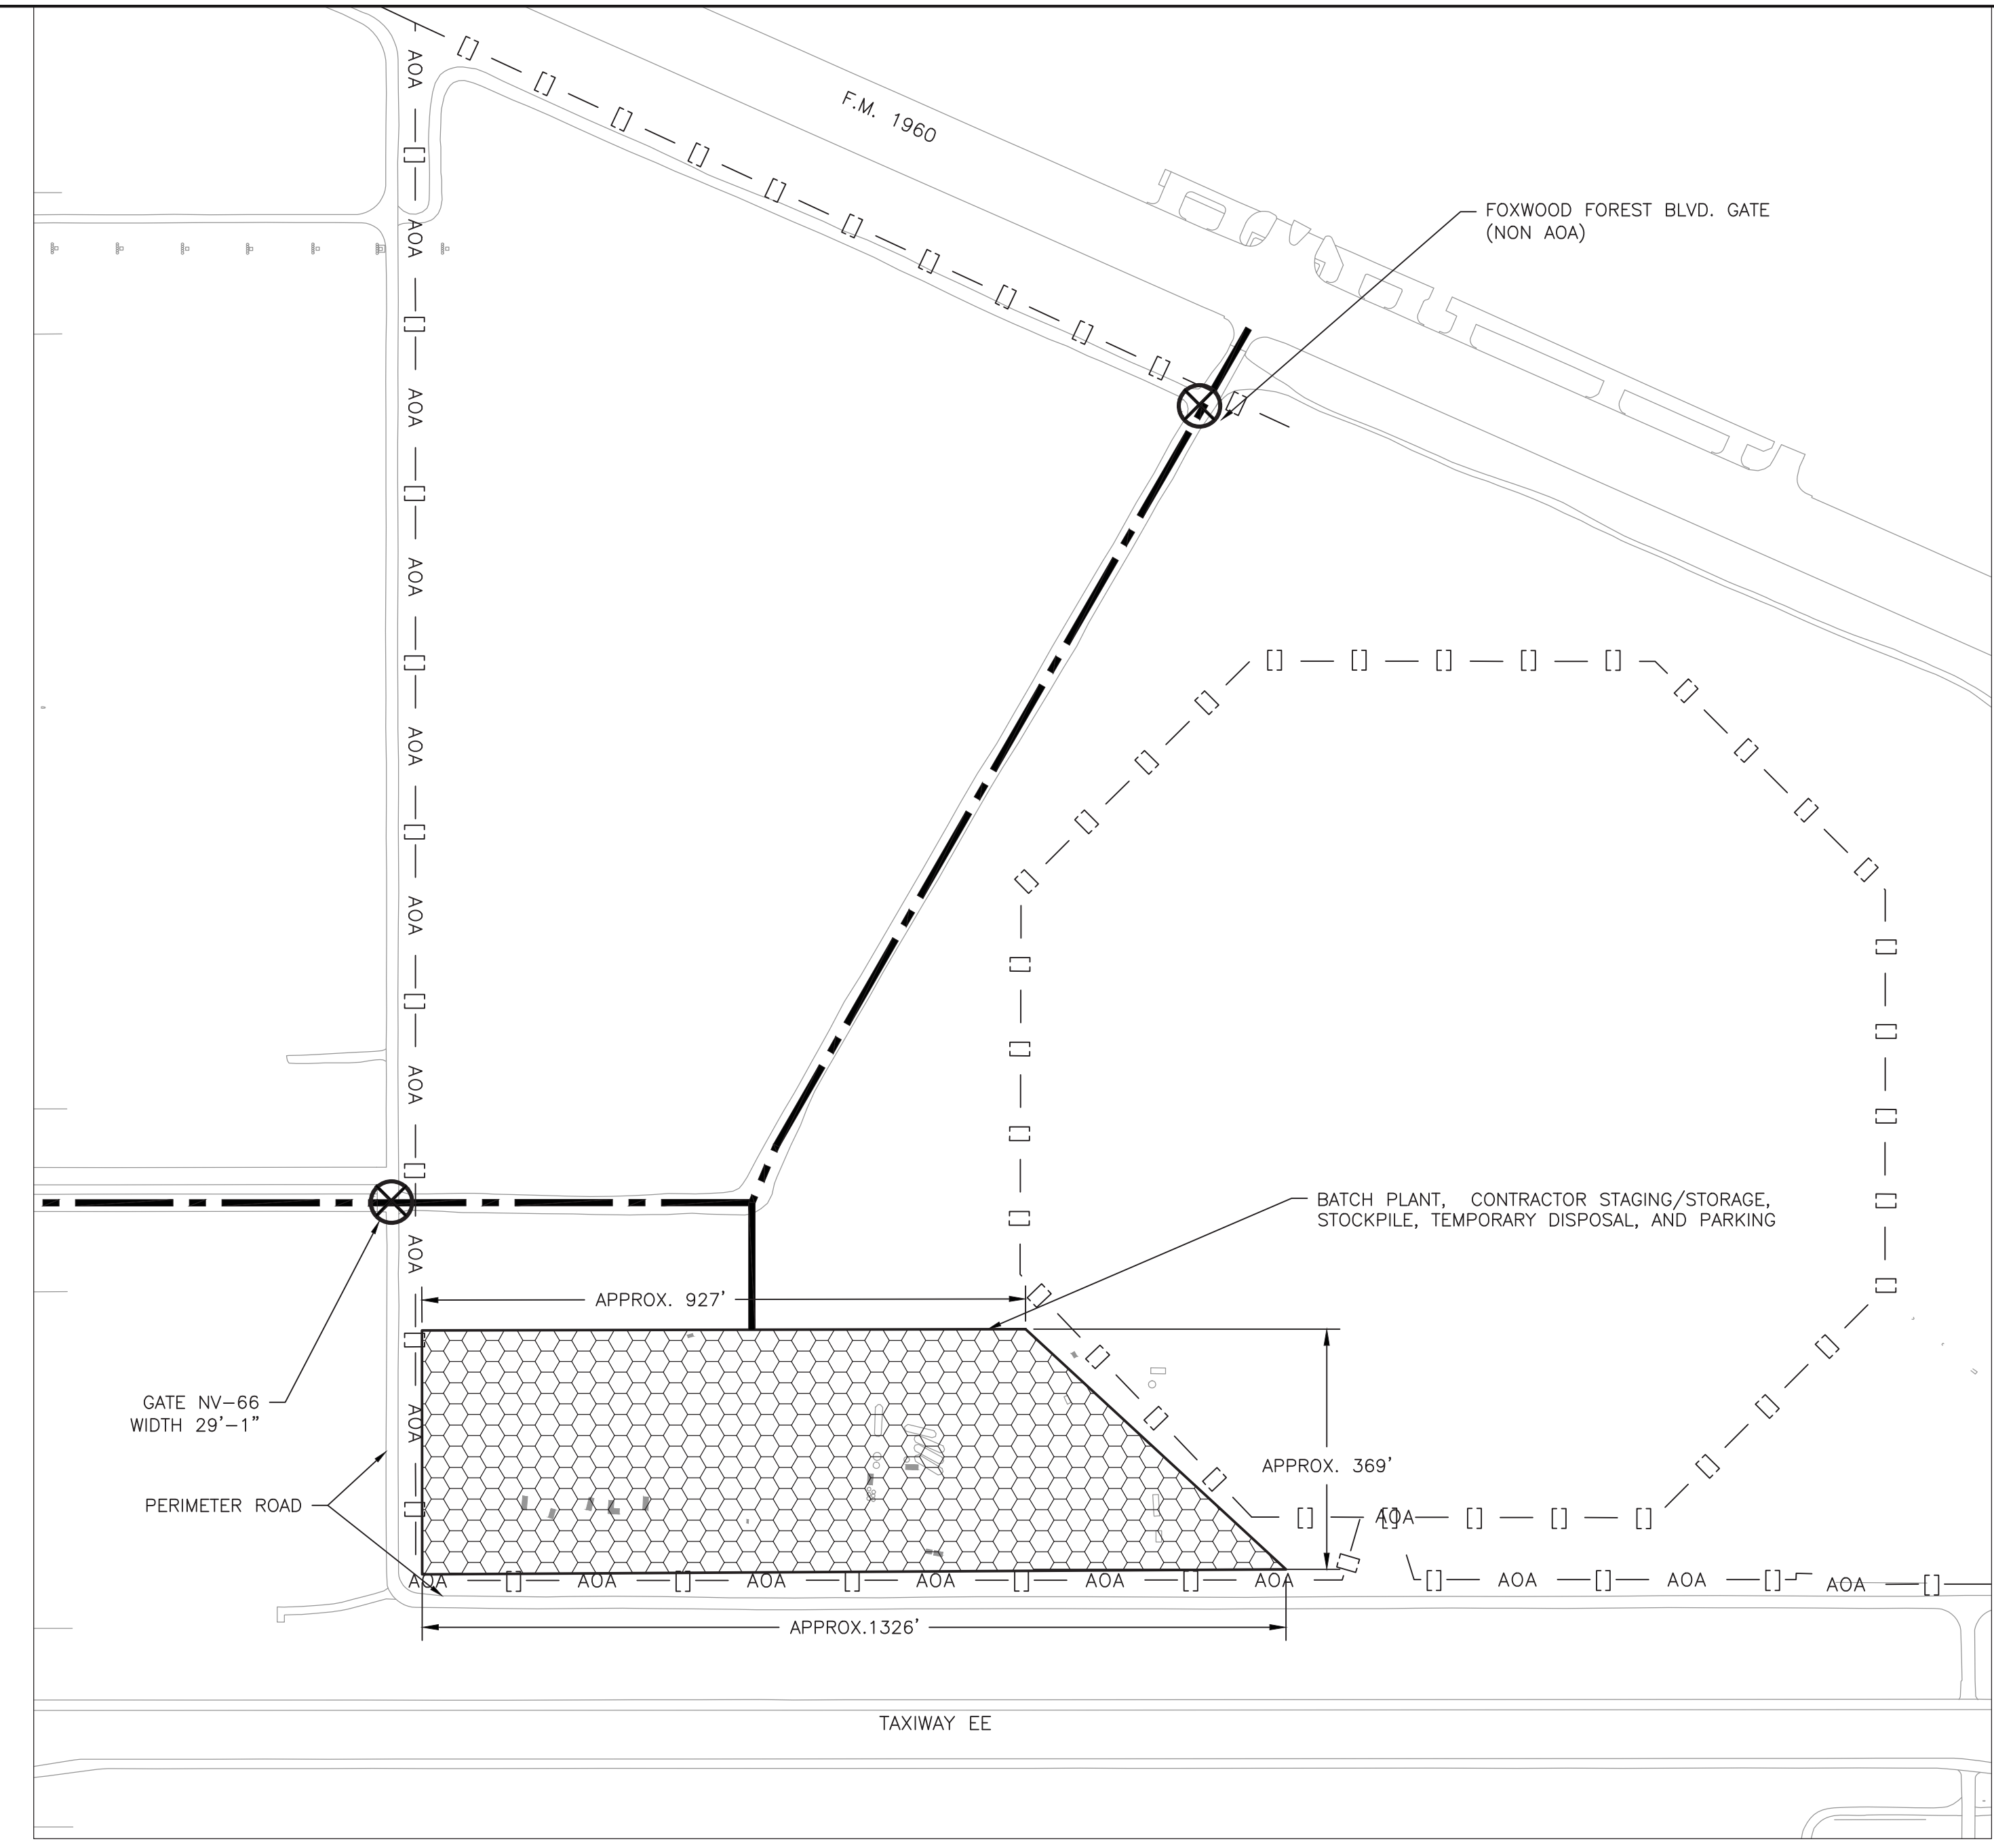 F.M. 1960
FOXWOOD FOREST BLVD. GATE
(NON AOA)
AOA
AOA
AOA
AOA
AOA
AOA
AOA
AOA
AOA
BATCH PLANT, CONTRACTOR STAGING/STORAGE,
STOCKPILE, TEMPORARY DISPOSAL, AND PARKING
APPROX. 927'
GATE NV-66
WIDTH 29'-1"
APPROX. 369'
PERIMETER ROAD
AOA
AOA AOA AOA AOA AOA AOA AOA AOA AOA
APPROX.1326'
TAXIWAY EE